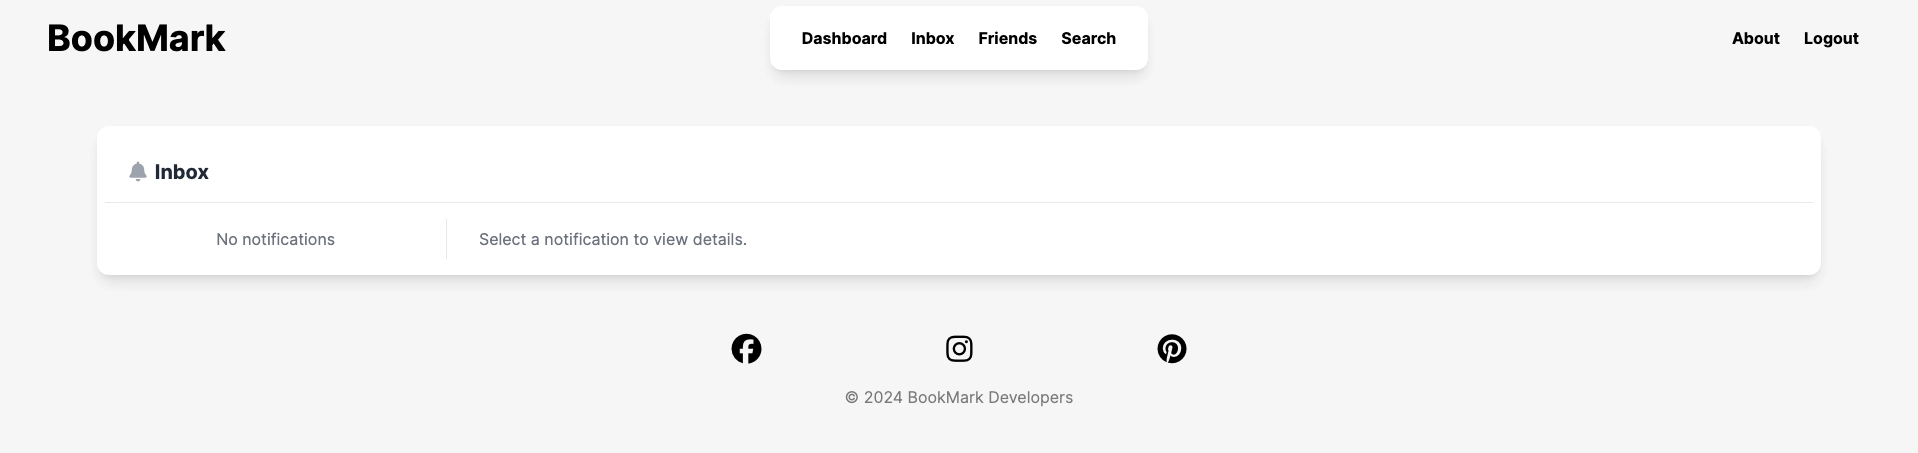 BookMark
Dashboard Inbox Friends Search
About Logout
Inbox
No notifications
Select a notification to view details.
© 2024 BookMark Developers